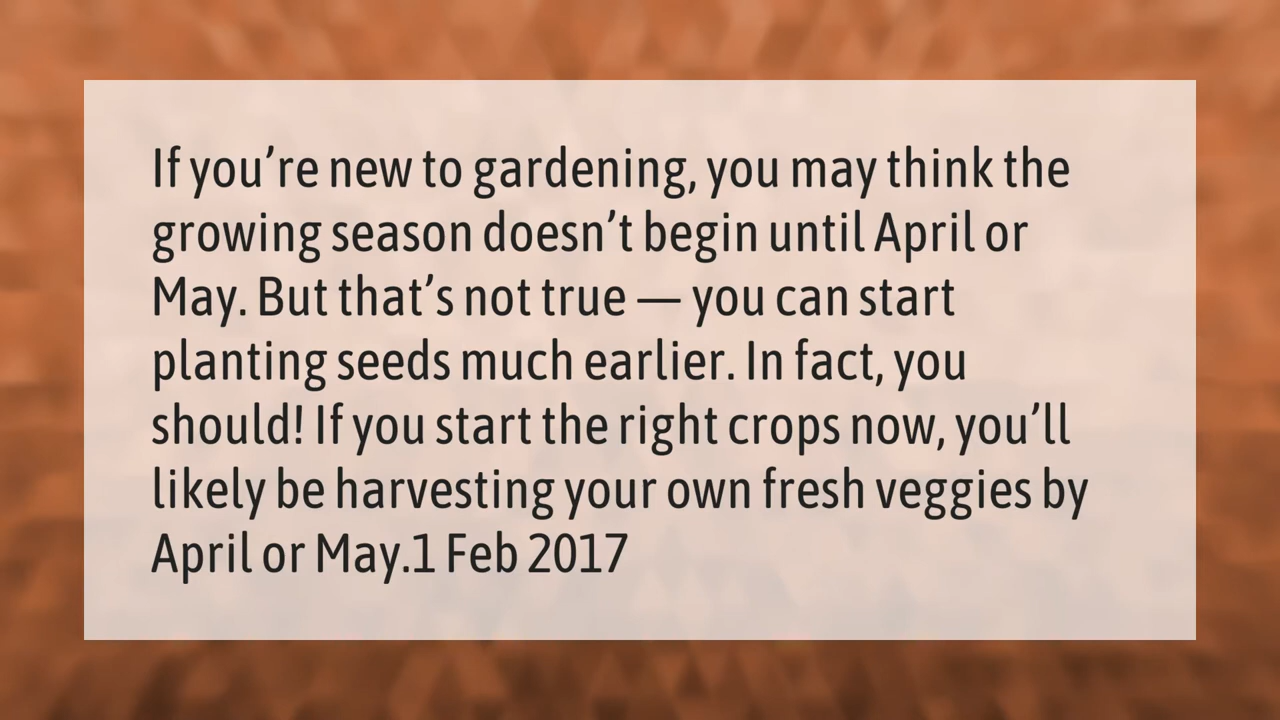 If you’re new to gardening, you may think the
growing season doesn’t begin until April or
May. But that’s not true — you can start
planting seeds much earlier. In fact, you
should! If you start the right crops now, you’ll
likely be harvesting your own fresh veggies by
April or May.1 Feb 2017